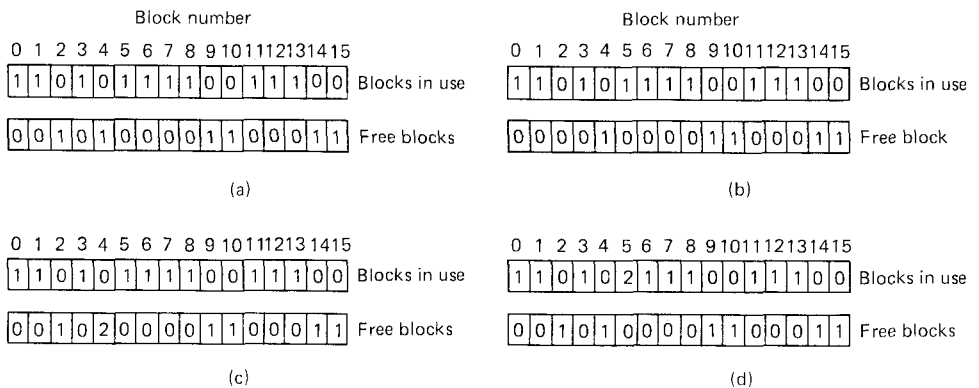 Block number
0 1 2 3 4 5 6 7 8 9 10 11 12 13 14 15
1 1 0 1 0 1 1 1 1 0 0 1 1 1 0 0 Blocks in use
0 0 1 0 1 0 0 0 0 1 1 0 0 0 1 1 Free blocks
(a)
Block number
0 1 2 3 4 5 6 7 8 9 10 11 12 13 14 15
1 1 0 1 0 1 1 1 1 0 0 1 1 1 0 0 Blocks in use
0 0 0 0 1 0 0 0 0 1 1 0 0 0 1 1 Free block
(b)
0 1 2 3 4 5 6 7 8 9 10 11 12 13 14 15
1 1 0 1 0 1 1 1 1 0 0 1 1 1 0 0 Blocks in use
0 0 1 0 2 0 0 0 0 1 1 0 0 0 1 1 Free blocks
(c)
0 1 2 3 4 5 6 7 8 9 10 11 12 13 14 15
1 1 0 1 0 2 1 1 1 0 0 1 1 1 0 0 Blocks in use
0 0 1 0 1 0 0 0 0 1 1 0 0 0 1 1 Free blocks
(d)